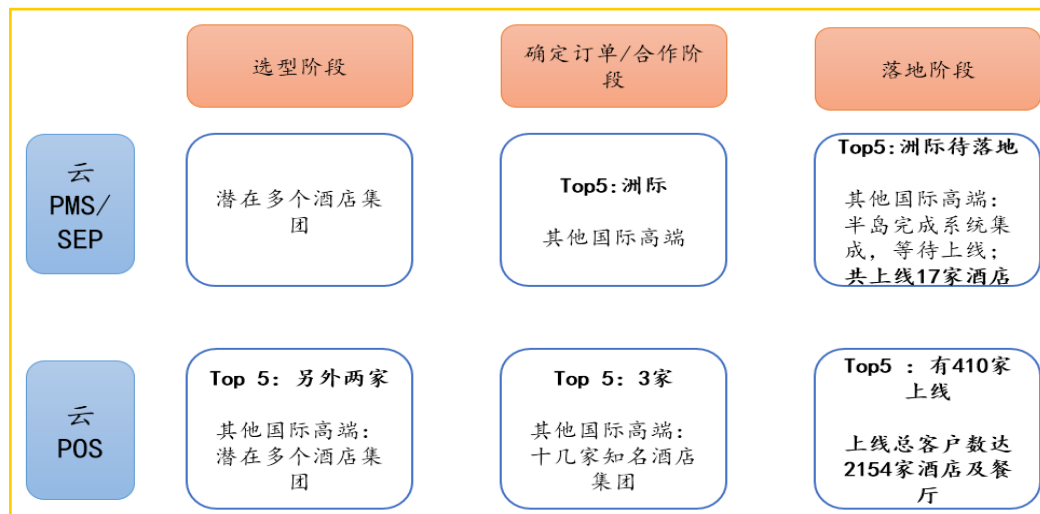 选型阶段
确定订单/合作阶
段
落地阶段
云
PMS/
SEP
潜在多个酒店集
团
Top5:洲际
其他国际高端
Top5:洲际待落地
其他国际高端：
半岛完成系统集
成，等待上线；
共上线17家酒店
云
POS
Top 5：另外两家
其他国际高端：
潜在多个酒店集
团
Top 5：3家
其他国际高端：
十几家知名酒店
集团
Top5 ：有410家
上线
上线总客户数达
2154家酒店及餐
厅